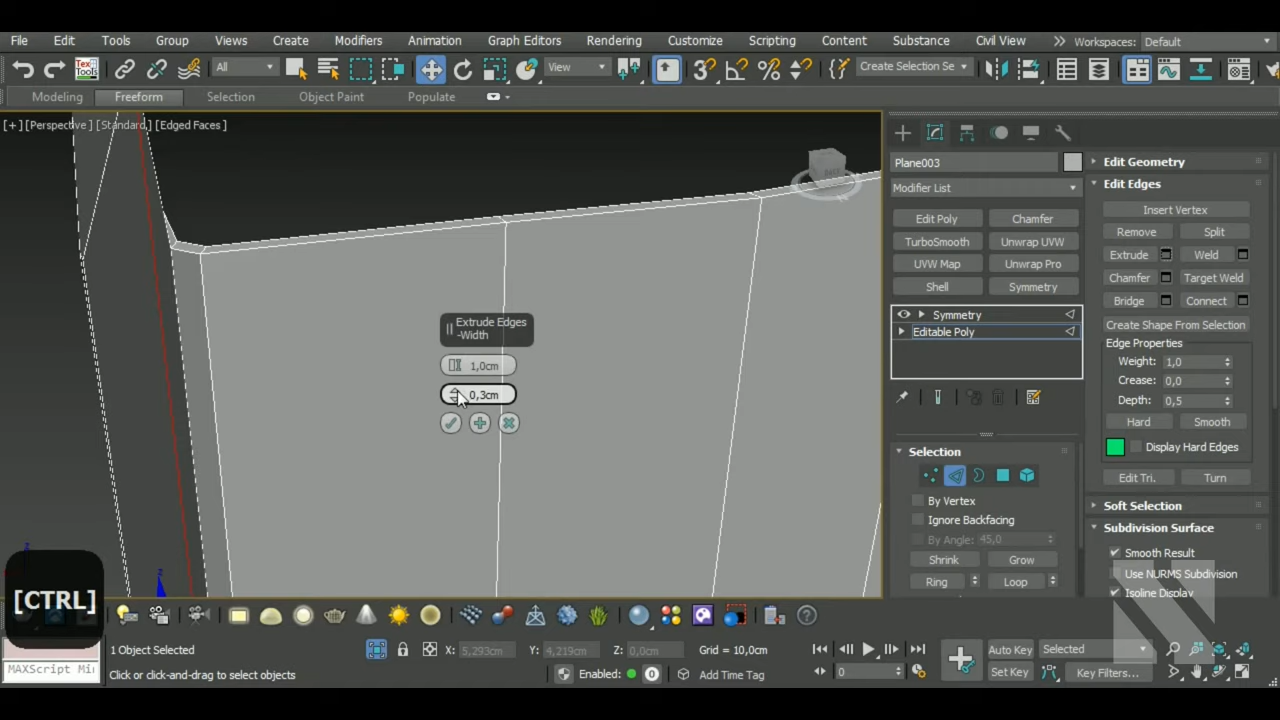 File Edit Tools Group Views Create Modifiers Animation Graph Editors Rendering Customize Scripting Content Substance Civil View Workspaces: Default
Tex Tools All View Create Selection Se
Modeling Freeform Selection Object Paint Populate
[+] [Perspective] [Standard] [Edged Faces]
Plane003
Modifier List
Edit Poly Chamfer
TurboSmooth Unwrap UVW
UVW Map Unwrap Pro
Shell Symmetry
Symmetry
Editable Poly
Selection
By Vertex
Ignore Backfacing
By Angle: 45,0
Shrink Grow
Ring Loop
Edit Geometry
Edit Edges
Insert Vertex
Remove Split
Extrude Weld
Chamfer Target Weld
Bridge Connect
Create Shape From Selection
Edge Properties
Weight: 1,0
Crease: 0,0
Depth: 0,5
Hard Smooth
Display Hard Edges
Edit Tri. Turn
Soft Selection
Subdivision Surface
Smooth Result
Use NURMS Subdivision
Isoline Display
Extrude Edges
-Width
1,0cm
0,3cm
[CTRL]
1 Object Selected X: 5,293cm Y: 4,219cm Z: 0,0cm Grid = 10,0cm Auto Key Selected
MAXScript Mi Click or click-and-drag to select objects Enabled: 0 Add Time Tag 0 Set Key Key Filters...